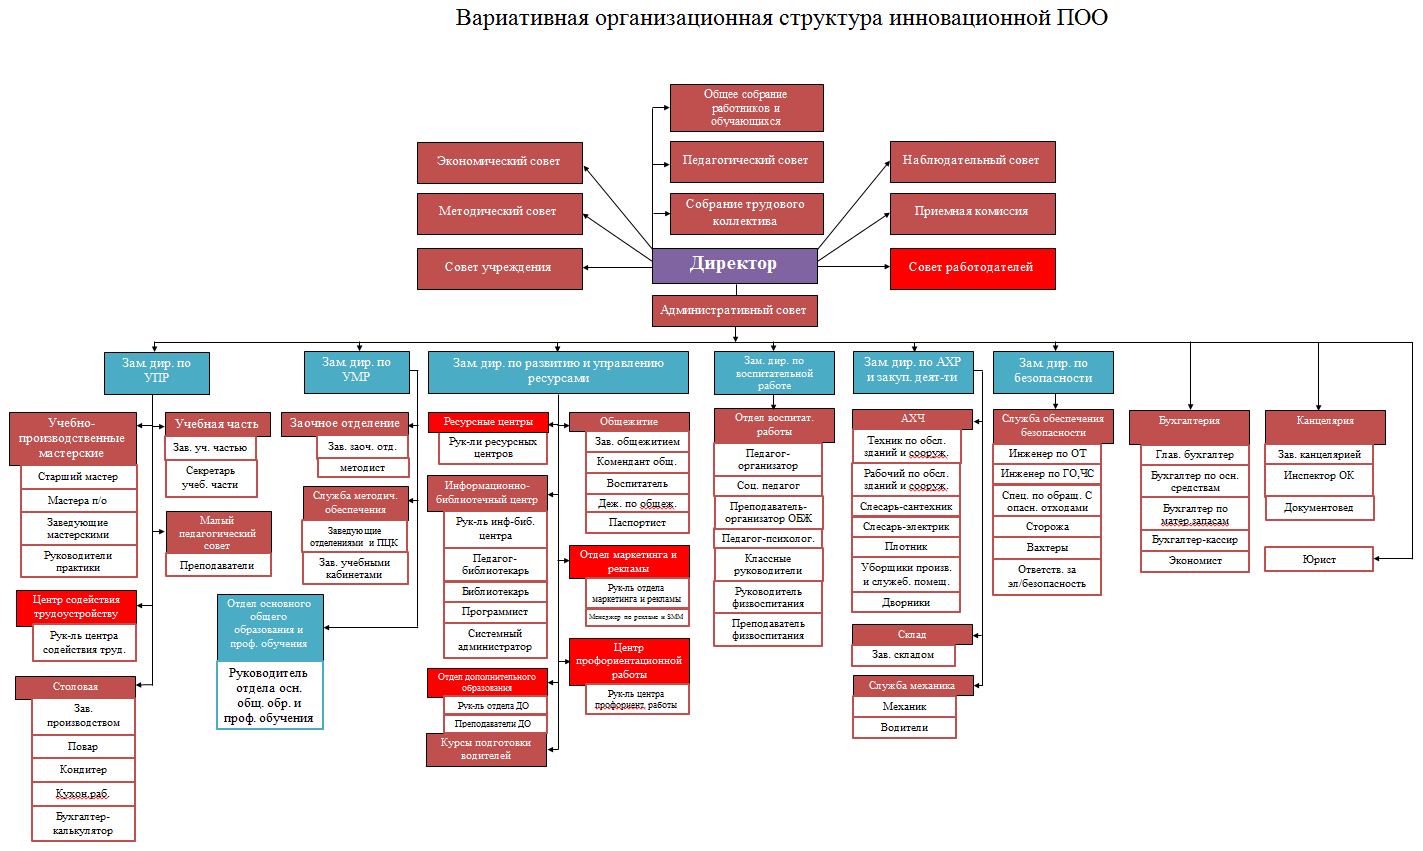 Вариативная организационная структура инновационной ПОО
Общее собрание
работников и
обучающихся
Экономический совет
Педагогический совет
Наблюдательный совет
Методический совет
Собрание трудового
коллектива
Приемная комиссия
Совет учреждения
Директор
Совет работодателей
Административный совет
Зам. дир. по
УПР
Зам. дир. по
УМР
Зам. дир. по развитию и управлению
ресурсами
Зам. дир. по
воспитательной
работе
Зам. дир. по АХР
и закуп. деят-ти
Зам. дир. по
безопасности
Учебно-
производственные
мастерские
Старший мастер
Мастера п/о
Заведующие
мастерскими
Руководители
практики
Центр содействия
трудоустройству
Рук-ль центра
содействия труд.
Столовая
Зав.
производством
Повар
Кондитер
Кухон.раб.
Бухгалтер-
калькулятор
Учебная часть
Зав. уч. частью
Секретарь
учеб. части
Малый
педагогический
совет
Преподаватели
Заочное отделение
Зав. заоч. отд.
методист
Служба методич.
обеспечения
Заведующие
отделениями и ПЦК
Зав. учебными
кабинетами
Отдел основного
общего
образования и
проф. обучения
Руководитель
отдела осн.
общ. обр. и
проф. обучения
Ресурсные центры
Рук-ли ресурсных
центров
Информационно-
библиотечный центр
Рук-ль инф-биб.
центра
Педагог-
библиотекарь
Библиотекарь
Программист
Системный
администратор
Отдел дополнительного
образования
Рук-ль отдела ДО
Преподаватели ДО
Курсы подготовки
водителей
Общежитие
Зав. общежитием
Комендант общ.
Воспитатель
Деж. по общеж.
Паспортист
Отдел маркетинга и
рекламы
Рук-ль отдела
маркетинга и рекламы
Менеджер по рекламе и SMM
Центр
профориентационной
работы
Рук-ль центра
профориент. работы
Отдел воспитат.
работы
Педагог-
организатор
Соц. педагог
Преподаватель-
организатор ОБЖ
Педагог-психолог.
Классные
руководители
Руководитель
физвоспитания
Преподаватель
физвоспитания
АХЧ
Техник по обсл.
зданий и сооруж.
Рабочий по обсл.
зданий и сооруж.
Слесарь-сантехник
Слесарь-электрик
Плотник
Уборщики произв.
и служеб. помещ.
Дворники
Склад
Зав. складом
Служба механика
Механик
Водители
Служба обеспечения
безопасности
Инженер по ОТ
Инженер по ГО,ЧС
Спец. по обращ. С
опасн. отходами
Сторожа
Вахтеры
Ответств. за
эл/безопасность
Бухгалтерия
Глав. бухгалтер
Бухгалтер по осн.
средствам
Бухгалтер по
матер.запасам
Бухгалтер-кассир
Экономист
Канцелярия
Зав. канцелярией
Инспектор ОК
Документовед
Юрист